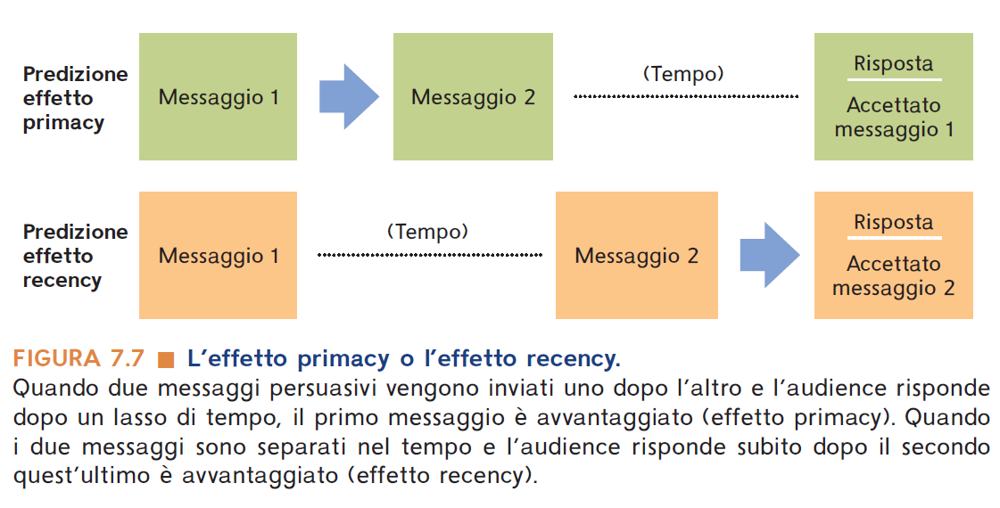 Predizione
effetto
primacy
Messaggio 1
Messaggio 2
(Tempo)
Risposta
Accettato
messaggio 1
Predizione
effetto
recency
Messaggio 1
(Tempo)
Messaggio 2
Risposta
Accettato
messaggio 2
FIGURA 7.7 ■ L’effetto primacy o l’effetto recency.
Quando due messaggi persuasivi vengono inviati uno dopo l’altro e l’audience risponde
dopo un lasso di tempo, il primo messaggio è avvantaggiato (effetto primacy). Quando
i due messaggi sono separati nel tempo e l’audience risponde subito dopo il secondo
quest’ultimo è avvantaggiato (effetto recency).